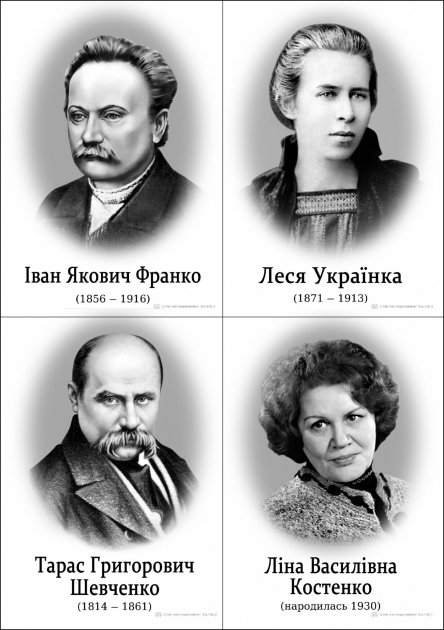 Іван Якович Франко
(1856 – 1916)
Леся Українка
(1871 – 1913)
Тарас Григорович
Шевченко
(1814 – 1861)
Ліна Василівна
Костенко
(народилась 1930)